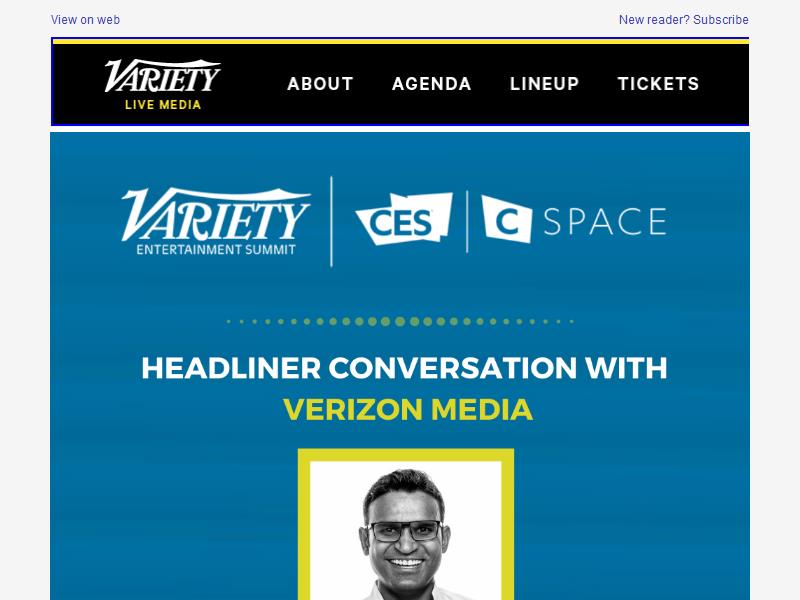 View on web
New reader? Subscribe
VARIETY
LIVE MEDIA
ABOUT
AGENDA
LINEUP
TICKETS
VARIETY
ENTERTAINMENT SUMMIT
CES
C SPACE
HEADLINER CONVERSATION WITH
VERIZON MEDIA